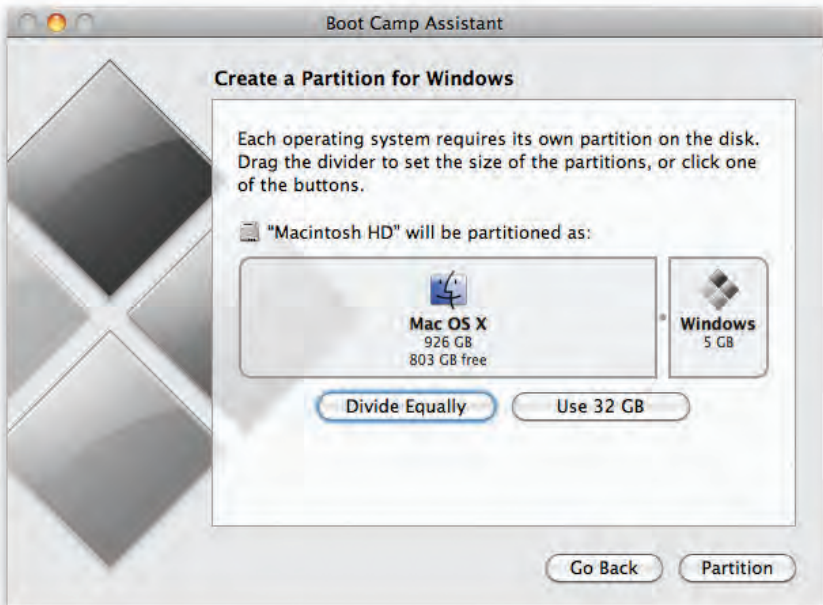 Boot Camp Assistant
Create a Partition for Windows
Each operating system requires its own partition on the disk.
Drag the divider to set the size of the partitions, or click one
of the buttons.
"Macintosh HD" will be partitioned as:
Mac OS X
926 GB
803 GB free
Windows
5 GB
Divide Equally
Use 32 GB
Go Back
Partition